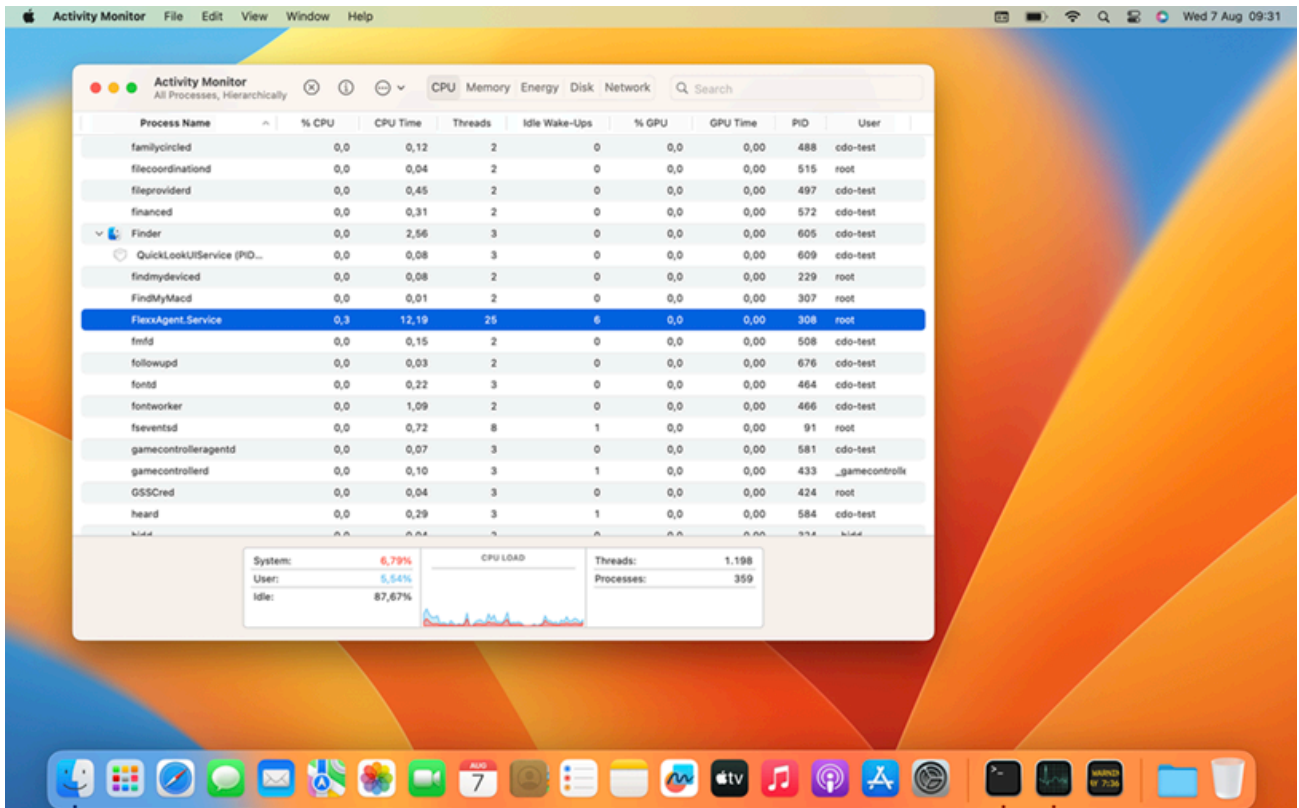 Activity Monitor File Edit View Window Help Wed 7 Aug 09:31
Activity Monitor
All Processes, Hierarchically
CPU Memory Energy Disk Network Search
Process Name % CPU CPU Time Threads Idle Wake-Ups % GPU GPU Time PID User
familycircled 0,0 0,12 2 0 0,0 0,00 488 cdo-test
filecoordinationd 0,0 0,04 2 0 0,0 0,00 515 root
fileproviderd 0,0 0,45 2 0 0,0 0,00 497 cdo-test
financed 0,0 0,31 2 0 0,0 0,00 572 cdo-test
Finder 0,0 2,56 3 0 0,0 0,00 605 cdo-test
QuickLookUIService (PID... 0,0 0,08 3 0 0,0 0,00 609 cdo-test
findmydeviced 0,0 0,08 2 0 0,0 0,00 229 root
FindMyMacd 0,0 0,01 2 0 0,0 0,00 307 root
FlexxAgent.Service 0,3 12,19 25 6 0,0 0,00 308 root
fmfd 0,0 0,15 2 0 0,0 0,00 508 cdo-test
followupd 0,0 0,03 2 0 0,0 0,00 676 cdo-test
fontd 0,0 0,22 3 0 0,0 0,00 464 cdo-test
fontworker 0,0 1,09 2 0 0,0 0,00 466 cdo-test
fseventsd 0,0 0,72 8 1 0,0 0,00 91 root
gamecontrolleragentd 0,0 0,07 3 0 0,0 0,00 581 cdo-test
gamecontrollerd 0,0 0,10 3 1 0,0 0,00 433 _gamecontrolle
GSSCred 0,0 0,04 3 0 0,0 0,00 424 root
heard 0,0 0,29 3 1 0,0 0,00 584 cdo-test
System: 6,79% CPU LOAD Threads: 1.198
User: 5,54% Processes: 359
Idle: 87,67%
AUG
7
tv